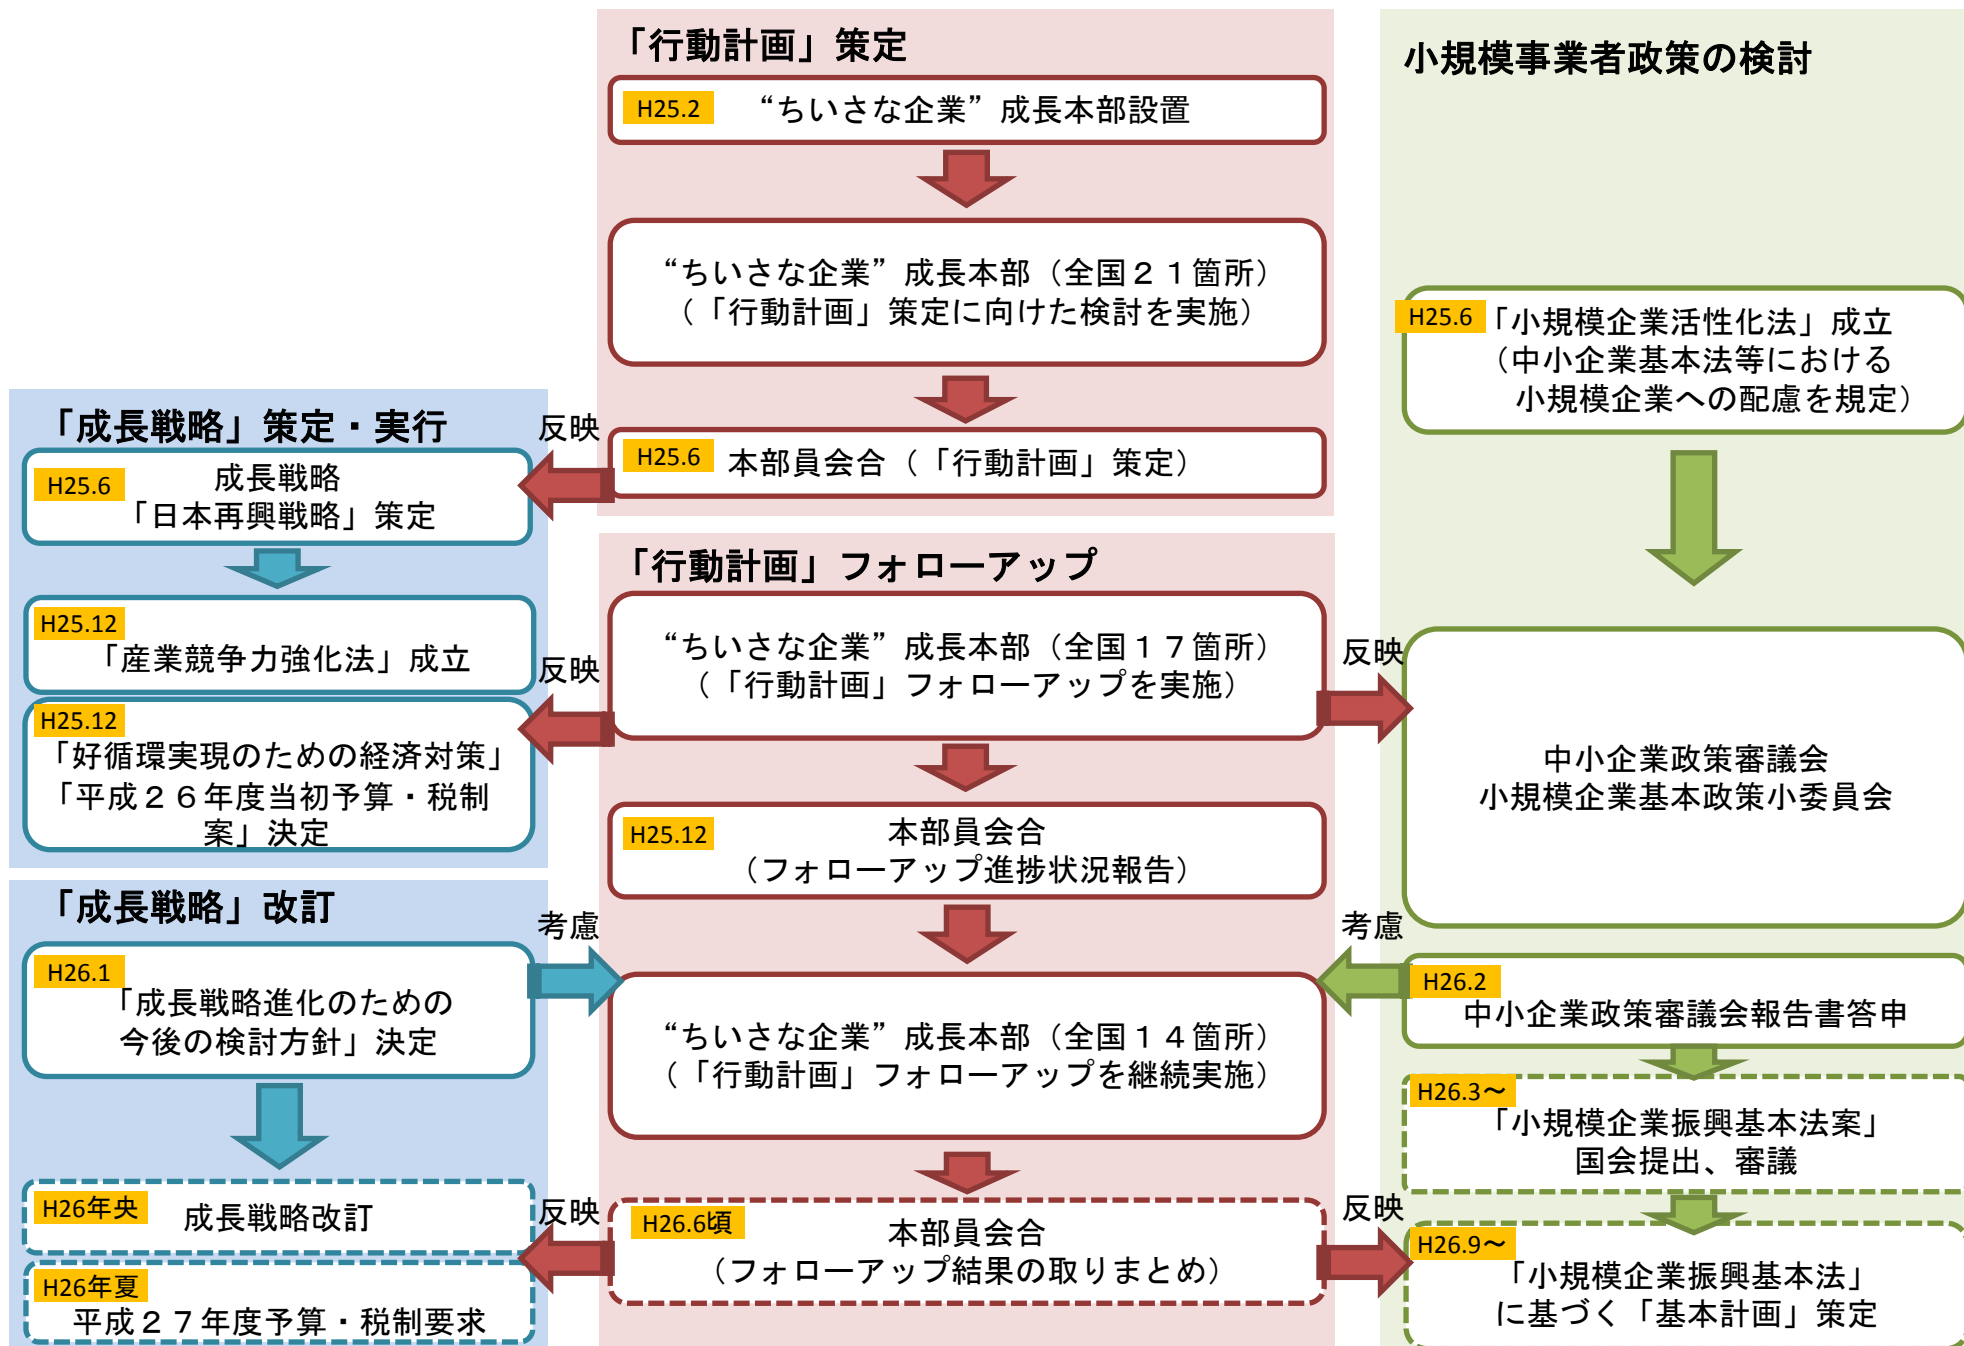 「行動計画」策定
H25.2 “ちいさな企業”成長本部設置
“ちいさな企業”成長本部（全国２１箇所）
（「行動計画」策定に向けた検討を実施）
H25.6 本部員会合（「行動計画」策定）
「行動計画」フォローアップ
“ちいさな企業”成長本部（全国１７箇所）
（「行動計画」フォローアップを実施）
H25.12 本部員会合
（フォローアップ進捗状況報告）
“ちいさな企業”成長本部（全国１４箇所）
（「行動計画」フォローアップを継続実施）
H26.6頃 本部員会合
（フォローアップ結果の取りまとめ）
反映
反映
考慮
反映
反映
考慮
反映
「成長戦略」策定・実行
H25.6 成長戦略
「日本再興戦略」策定
H25.12
「産業競争力強化法」成立
H25.12
「好循環実現のための経済対策」
「平成２６年度当初予算・税制
案」決定
「成長戦略」改訂
H26.1
「成長戦略進化のための
今後の検討方針」決定
H26年央 成長戦略改訂
H26年夏
平成２７年度予算・税制要求
小規模事業者政策の検討
H25.6 「小規模企業活性化法」成立
（中小企業基本法等における
小規模企業への配慮を規定）
中小企業政策審議会
小規模企業基本政策小委員会
H26.2
中小企業政策審議会報告書答申
H26.3～
「小規模企業振興基本法案」
国会提出、審議
H26.9～
「小規模企業振興基本法」
に基づく「基本計画」策定